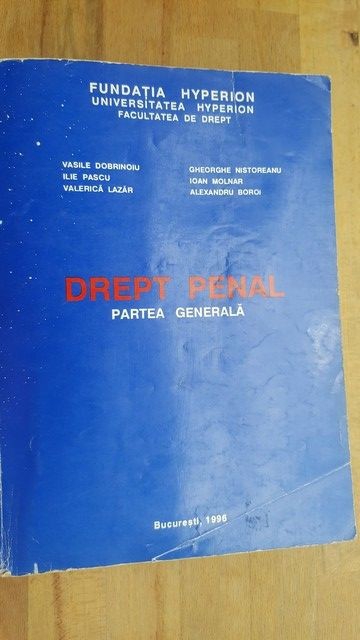 FUNDAȚIA HYPERION
UNIVERSITATEA HYPERION
FACULTATEA DE DREPT
VASILE DOBRINOIU
ILIE PASCU
VALERICĂ LAZĂR
GHEORGHE NISTOREANU
IOAN MOLNAR
ALEXANDRU BOROI
DREPT PENAL
PARTEA GENERALĂ
București, 1996